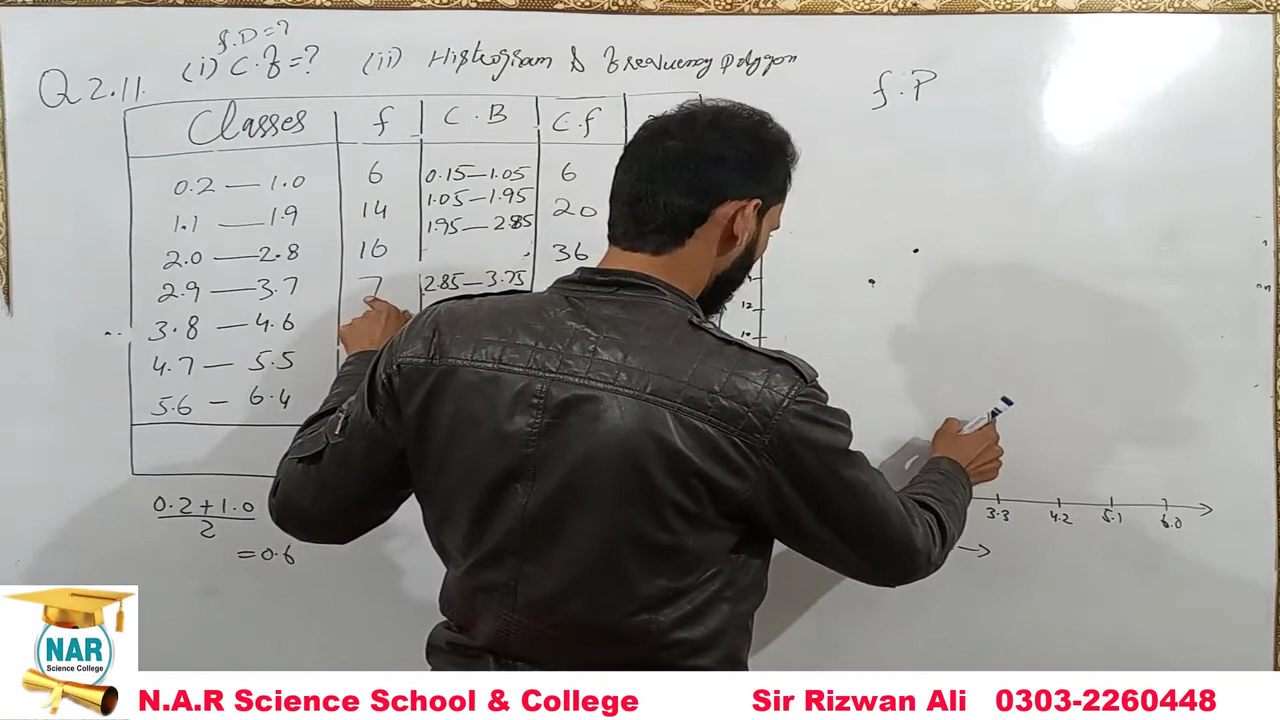 f.D=?
Q 2.11. (i) C.f=? (ii) Histogram & frequency polygon
f.P
Classes f C.B C.f
0.2 — 1.0 6 0.15—1.05 6
1.1 — 1.9 14 1.05—1.95 20
2.0 — 2.8 16 1.95—2.85 36
2.9 — 3.7 7 2.85—3.75
3.8 — 4.6
4.7 — 5.5
5.6 — 6.4
12
10
3.3 4.2 5.1 6.0
0.2+1.0
2
=0.6
NAR
Science College
N.A.R Science School & College Sir Rizwan Ali 0303-2260448